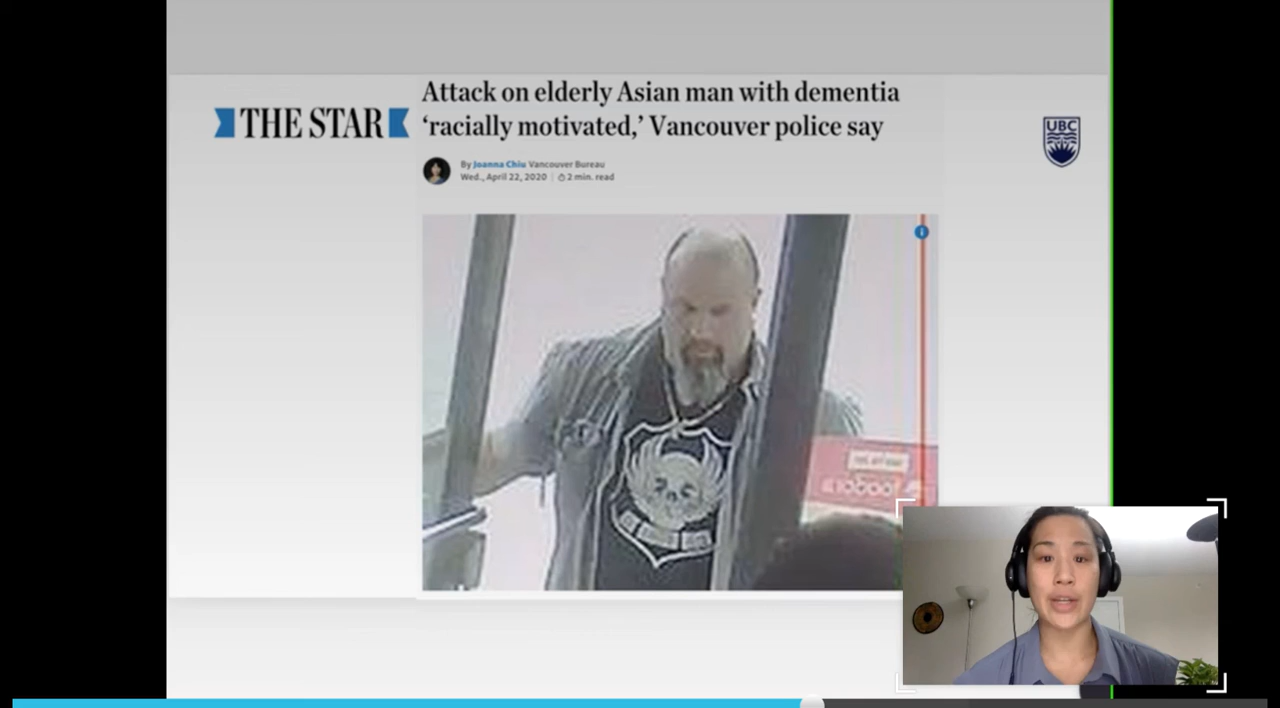 Attack on elderly Asian man with dementia
‘racially motivated,’ Vancouver police say
THE STAR
UBC
By Joanna Chiu Vancouver Bureau
Wed., April 22, 2020 | 2 min. read
i